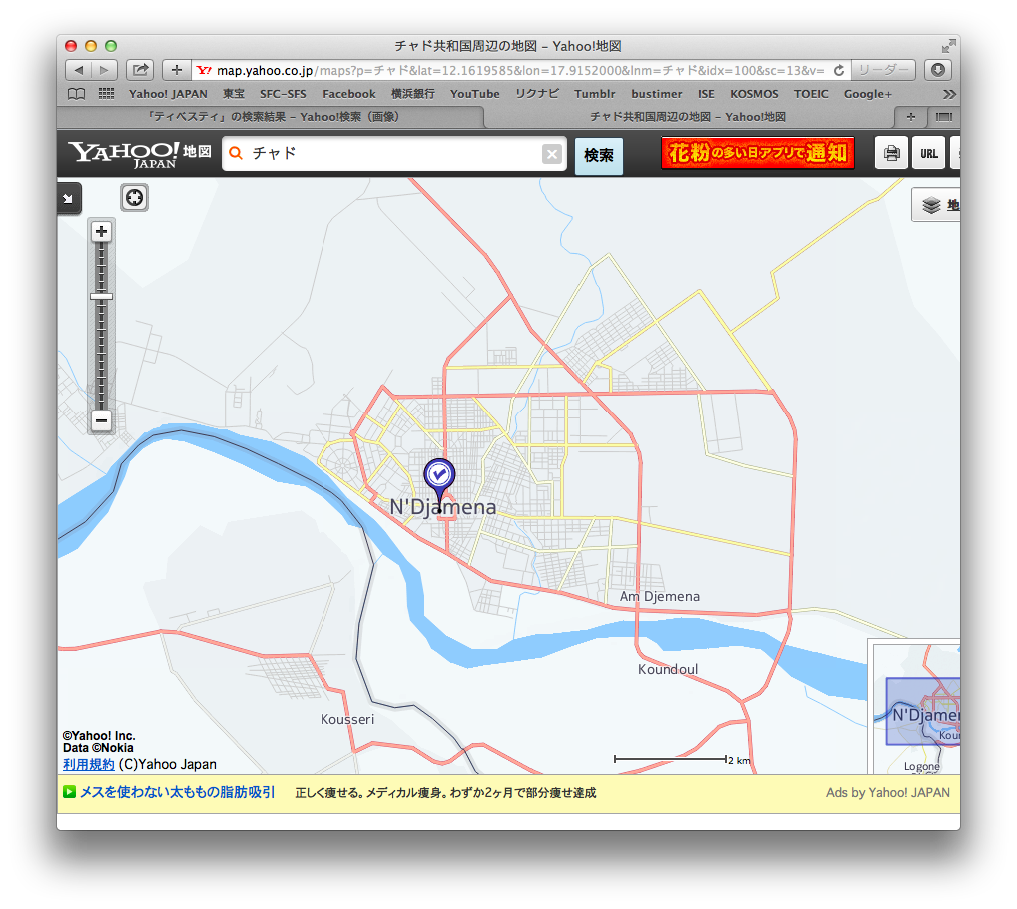 チャド共和国周辺の地図 – Yahoo!地図
Y! map.yahoo.co.jp/maps?p=チャド&lat=12.1619585&lon=17.9152000&lnm=チャド&idx=100&sc=13&v= リーダー
Yahoo! JAPAN 東宝 SFC-SFS Facebook 横浜銀行 YouTube リクナビ Tumblr bustimer ISE KOSMOS TOEIC Google+
「ティベスティ」の検索結果 – Yahoo!検索（画像） チャド共和国周辺の地図 – Yahoo!地図
YAHOO! JAPAN 地図 チャド 検索 花粉の多い日アプリで通知 URL
地
N'Djamena
Am Djemena
Koundoul
Kousseri
N'Djamer
Kour
Logone
©Yahoo! Inc.
Data ©Nokia
利用規約 (C)Yahoo Japan
2 km
メスを使わない太ももの脂肪吸引 正しく痩せる。メディカル痩身。わずか2ヶ月で部分痩せ達成 Ads by Yahoo! JAPAN